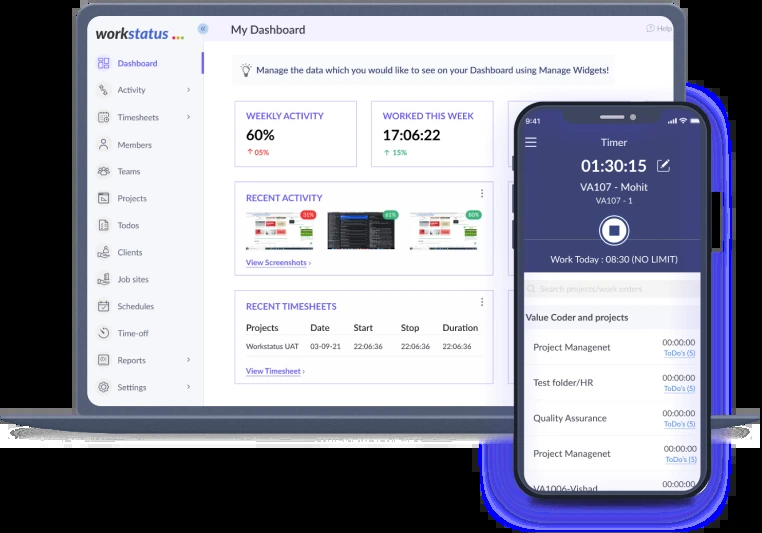 workstatus
My Dashboard
Help
Dashboard
Activity
Timesheets
Members
Teams
Projects
Todos
Clients
Job sites
Schedules
Time-off
Reports
Settings
Manage the data which you would like to see on your Dashboard using Manage Widgets!
WEEKLY ACTIVITY
60%
↑ 05%
WORKED THIS WEEK
17:06:22
↑ 15%
RECENT ACTIVITY
31% 61% 60%
View Screenshots ›
RECENT TIMESHEETS
Projects Date Start Stop Duration
Workstatus UAT 03-09-21 22:06:36 22:06:36 22:06:36
View Timesheet ›
9:41
Timer
01:30:15
VA107 - Mohit
VA107 - 1
Work Today : 08:30 (NO LIMIT)
Search projects/work orders
Value Coder and projects
Project Managenet 00:00:00
ToDo's (5)
Test folder/HR 00:00:00
ToDo's (5)
Quality Assurance 00:00:00
ToDo's (5)
Project Managenet 00:00:00
ToDo's (5)
VA1006-Vishad 00:00:00